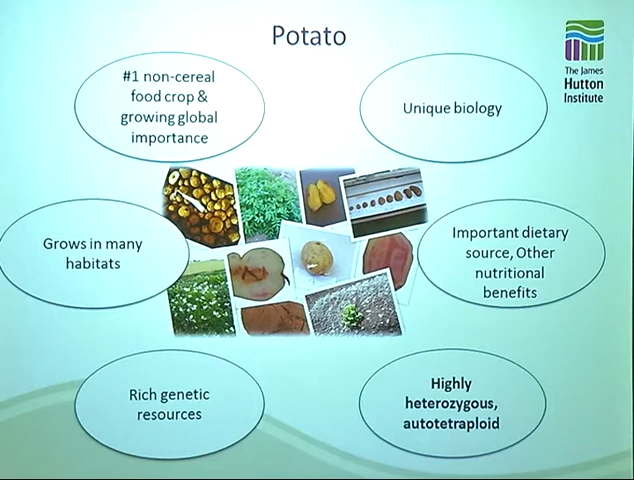 Potato
The James
Hutton
Institute
#1 non-cereal
food crop &
growing global
importance
Unique biology
Grows in many
habitats
Important dietary
source, Other
nutritional
benefits
Rich genetic
resources
Highly
heterozygous,
autotetraploid